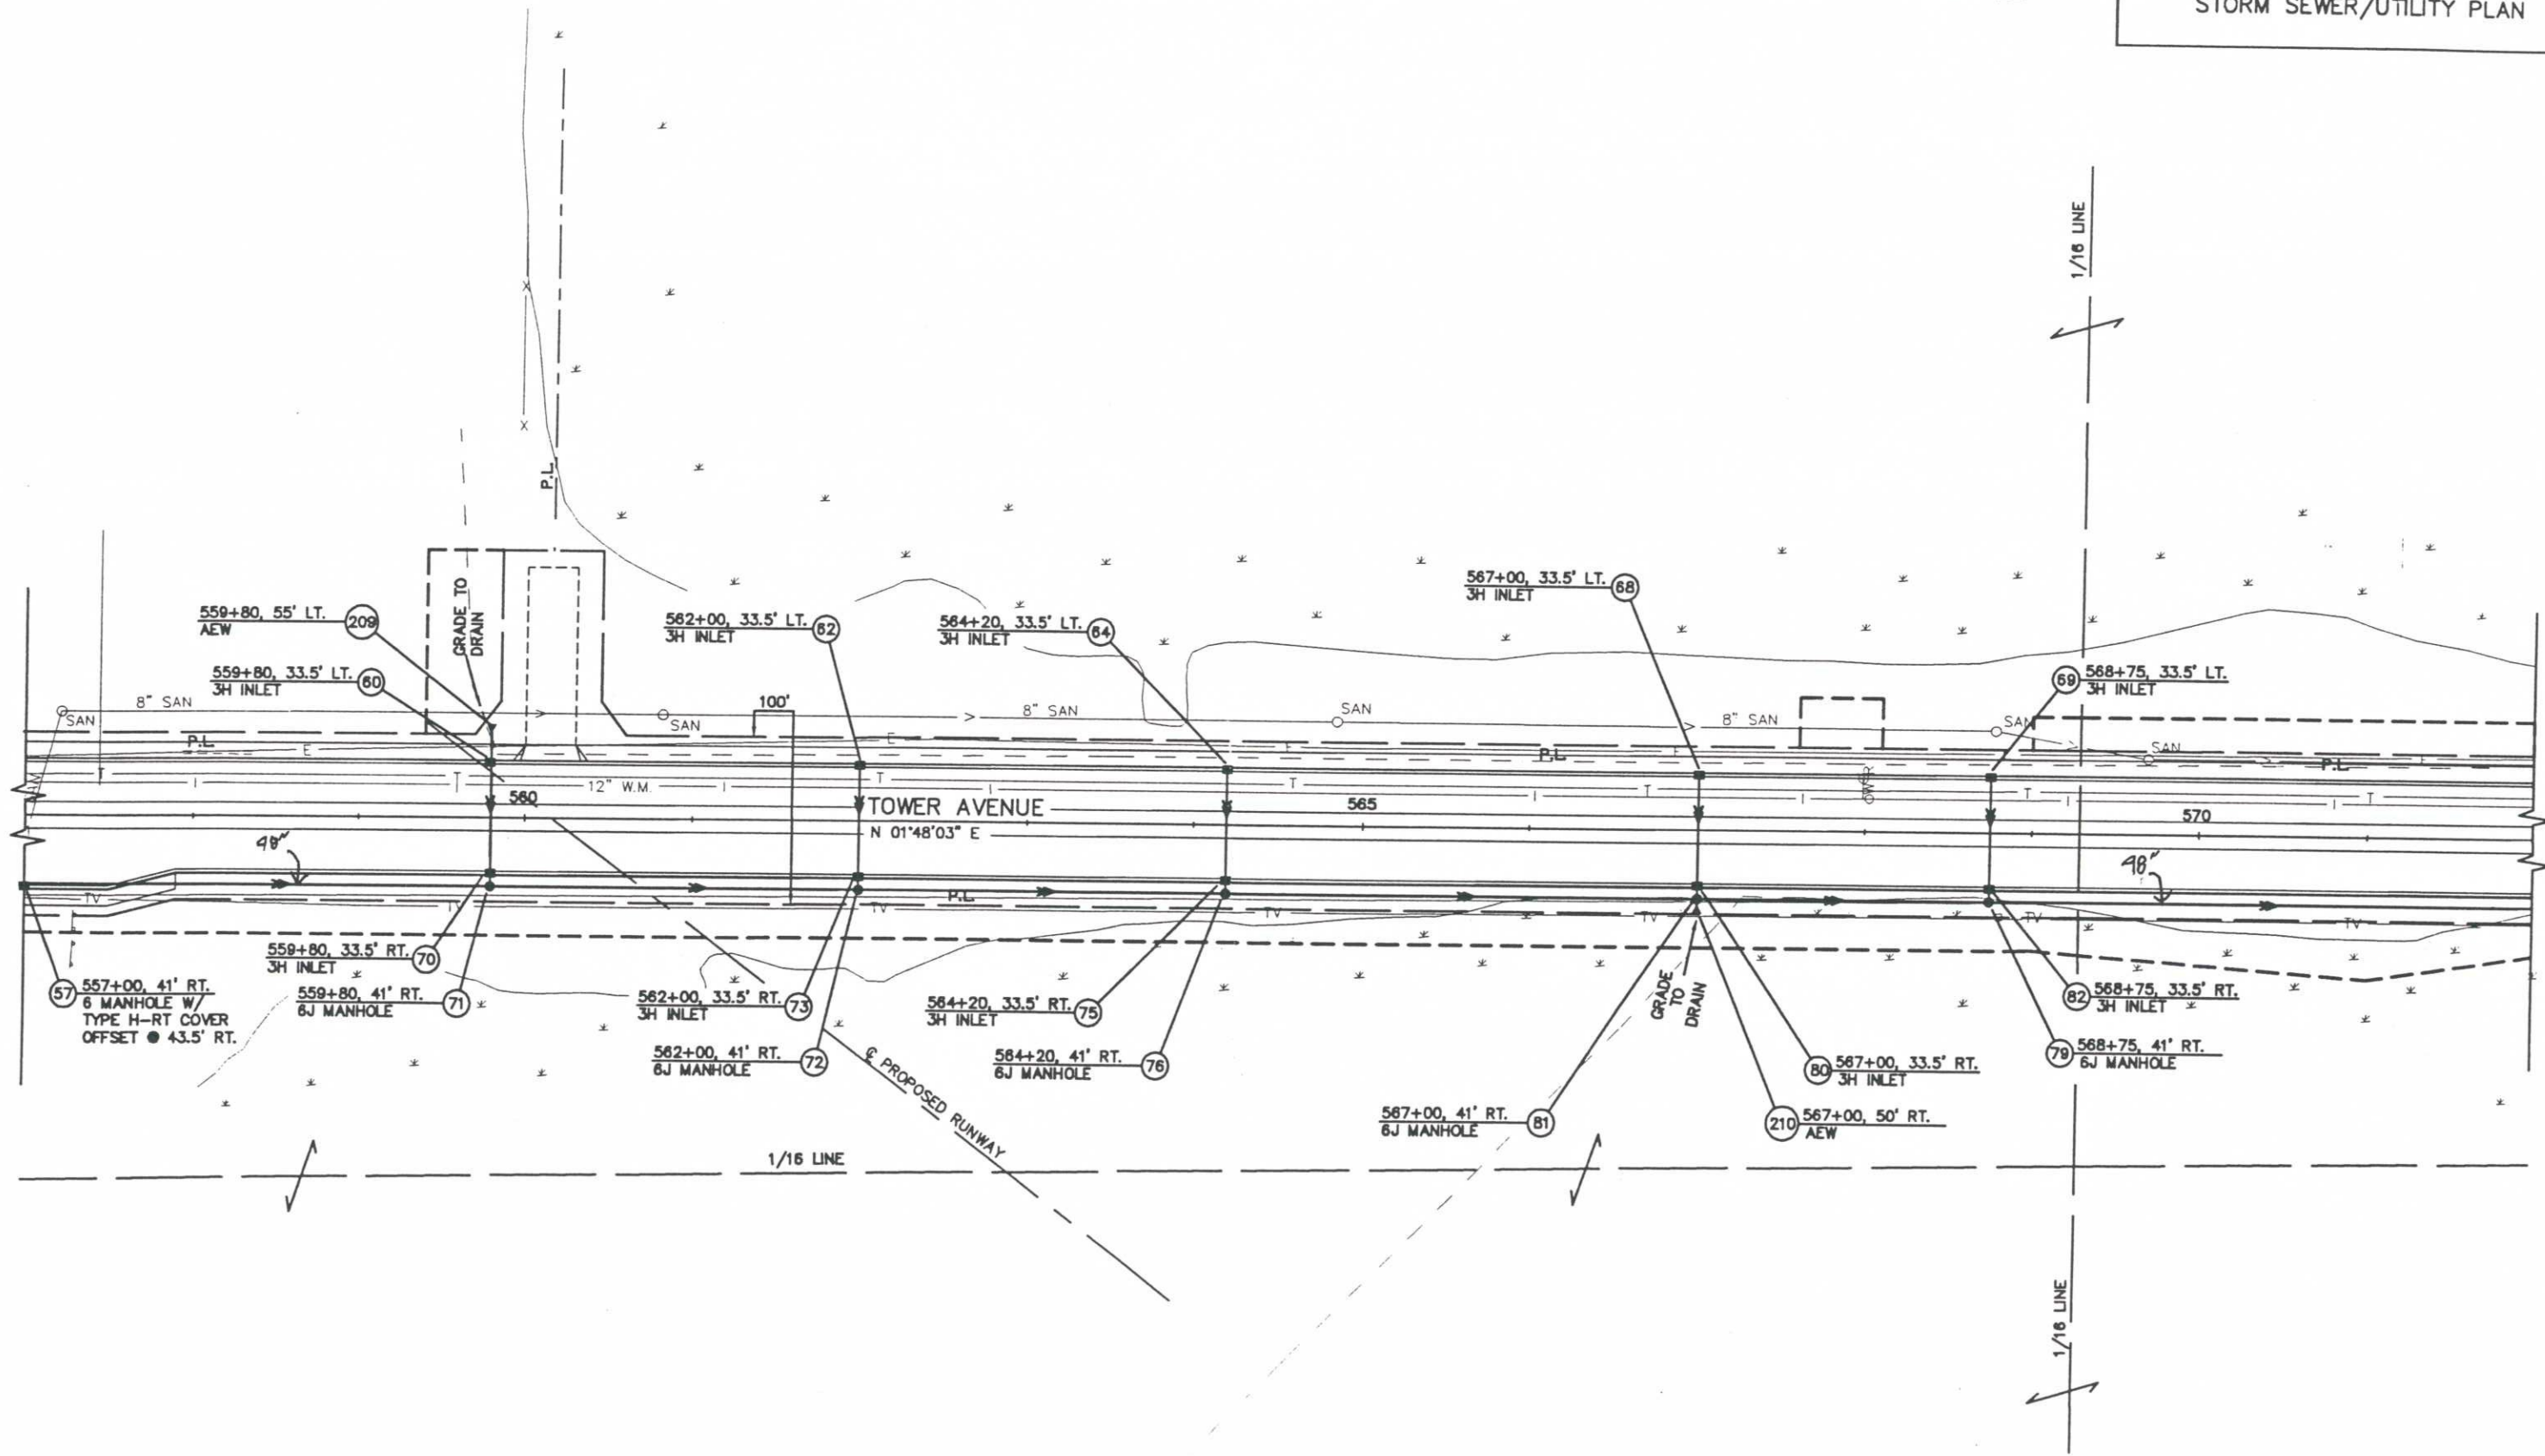 STORM SEWER/UTILITY PLAN
1/16 LINE
P.L.
GRADE TO
DRAIN
559+80, 55' LT.
AEW
209
559+80, 33.5' LT.
3H INLET
60
562+00, 33.5' LT.
3H INLET
62
564+20, 33.5' LT.
3H INLET
64
567+00, 33.5' LT.
3H INLET
68
69
568+75, 33.5' LT.
3H INLET
SAN
8" SAN
SAN
100'
8" SAN
SAN
8" SAN
SAN
SAN
P.L.
E
E
E
E
P.L.
P.L.
T
T
12" W.M.
T
T
T
T
T
560
TOWER AVENUE
565
570
N 01°48'03" E
48"
48"
TV
TV
TV
P.L.
TV
TV
TV
TV
57
557+00, 41' RT.
6 MANHOLE W/
TYPE H-RT COVER
OFFSET ● 43.5' RT.
559+80, 33.5' RT.
3H INLET
70
559+80, 41' RT.
6J MANHOLE
71
562+00, 33.5' RT.
3H INLET
73
562+00, 41' RT.
6J MANHOLE
72
564+20, 33.5' RT.
3H INLET
75
564+20, 41' RT.
6J MANHOLE
76
GRADE
TO
DRAIN
567+00, 41' RT.
6J MANHOLE
81
80
567+00, 33.5' RT.
3H INLET
210
567+00, 50' RT.
AEW
82
568+75, 33.5' RT.
3H INLET
79
568+75, 41' RT.
6J MANHOLE
℄ PROPOSED RUNWAY
1/16 LINE
1/16 LINE